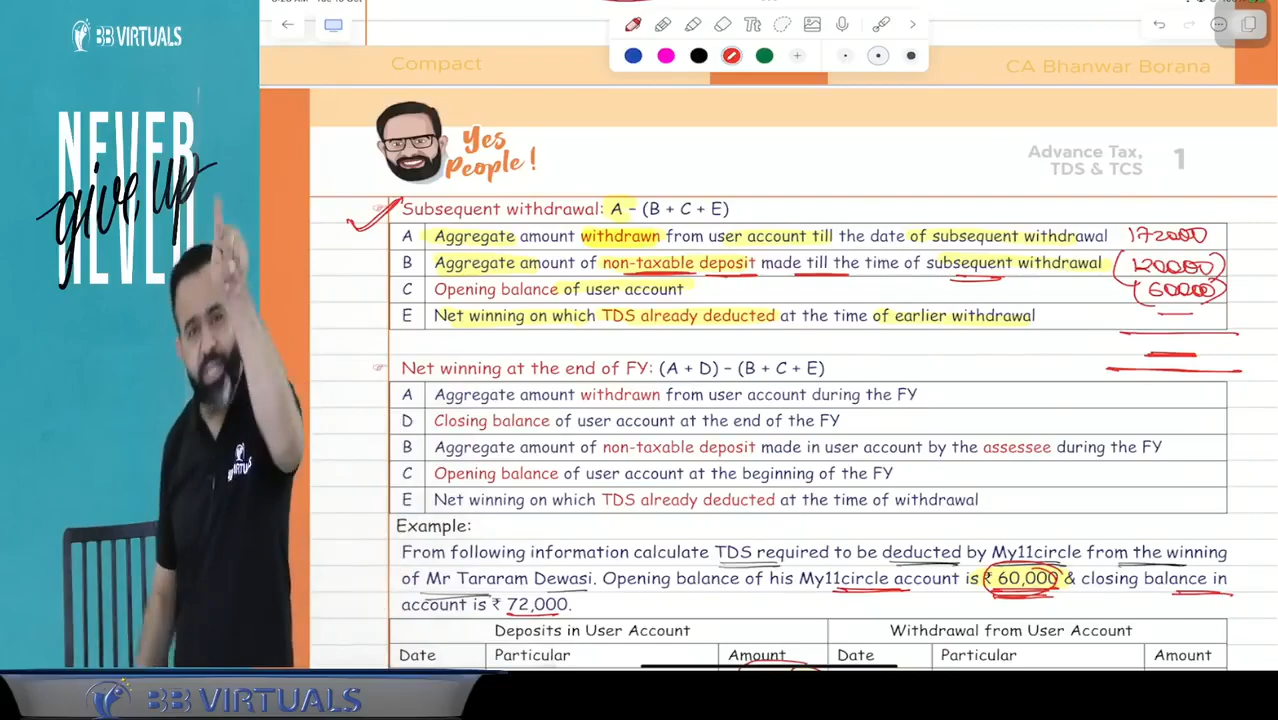 BB VIRTUALS
NEVER
give up
NEVER
Compact
CA Bhanwar Borana
Yes
People!
Advance Tax,
TDS & TCS
1
Subsequent withdrawal: A – (B + C + E)
A Aggregate amount withdrawn from user account till the date of subsequent withdrawal 172000
B Aggregate amount of non-taxable deposit made till the time of subsequent withdrawal (120000)
C Opening balance of user account (60000)
E Net winning on which TDS already deducted at the time of earlier withdrawal —
Net winning at the end of FY: (A + D) – (B + C + E)
A Aggregate amount withdrawn from user account during the FY
D Closing balance of user account at the end of the FY
B Aggregate amount of non-taxable deposit made in user account by the assessee during the FY
C Opening balance of user account at the beginning of the FY
E Net winning on which TDS already deducted at the time of withdrawal
Example:
From following information calculate TDS required to be deducted by My11circle from the winning
of Mr Tararam Dewasi. Opening balance of his My11circle account is ₹ 60,000 & closing balance in
account is ₹ 72,000.
Deposits in User Account Withdrawal from User Account
Date Particular Amount Date Particular Amount
BB VIRTUALS